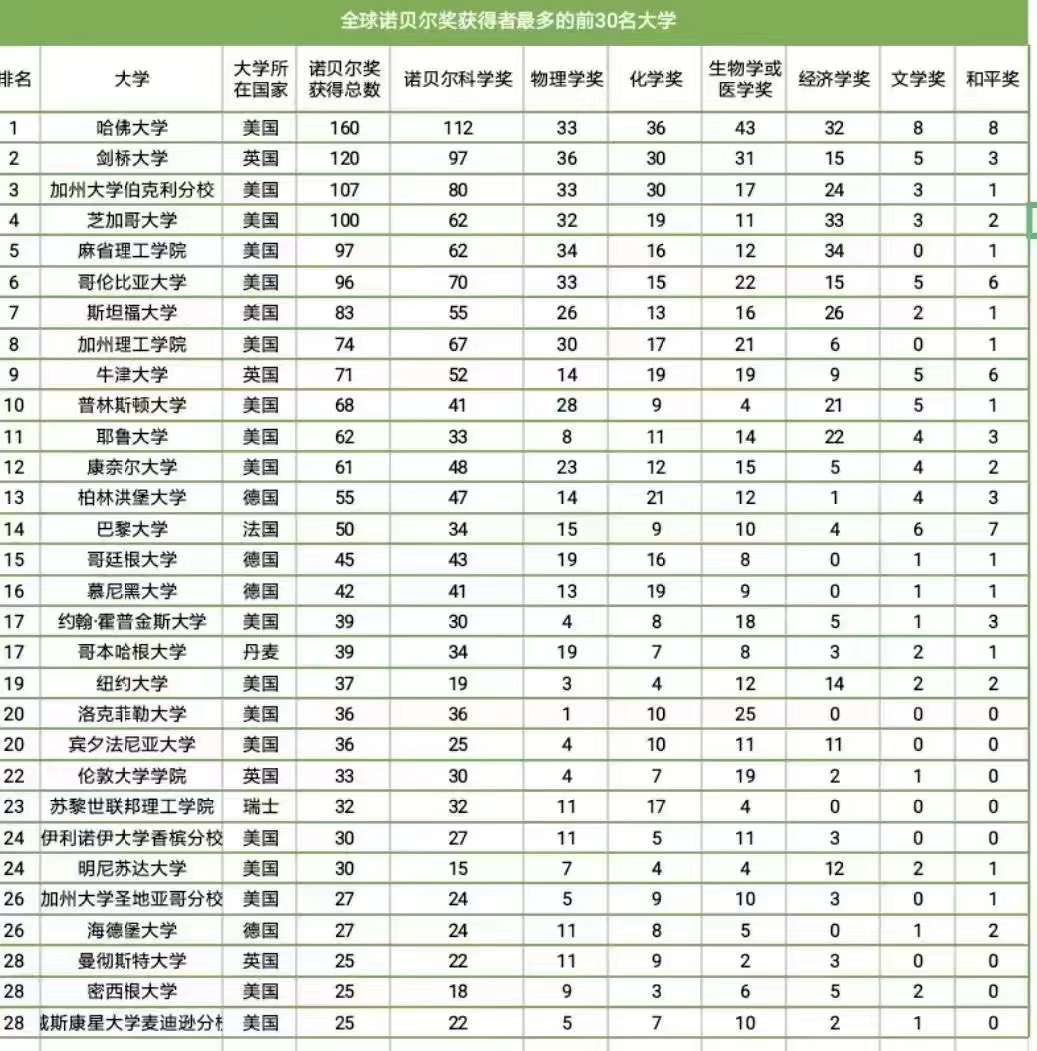 全球诺贝尔奖获得者最多的前30名大学
排名 大学 大学所在国家 诺贝尔奖获得总数 诺贝尔科学奖 物理学奖 化学奖 生物学或医学奖 经济学奖 文学奖 和平奖
1 哈佛大学 美国 160 112 33 36 43 32 8 8
2 剑桥大学 英国 120 97 36 30 31 15 5 3
3 加州大学伯克利分校 美国 107 80 33 30 17 24 3 1
4 芝加哥大学 美国 100 62 32 19 11 33 3 2
5 麻省理工学院 美国 97 62 34 16 12 34 0 1
6 哥伦比亚大学 美国 96 70 33 15 22 15 5 6
7 斯坦福大学 美国 83 55 26 13 16 26 2 1
8 加州理工学院 美国 74 67 30 17 21 6 0 1
9 牛津大学 英国 71 52 14 19 19 9 5 6
10 普林斯顿大学 美国 68 41 28 9 4 21 5 1
11 耶鲁大学 美国 62 33 8 11 14 22 4 3
12 康奈尔大学 美国 61 48 23 12 15 5 4 2
13 柏林洪堡大学 德国 55 47 14 21 12 1 4 3
14 巴黎大学 法国 50 34 15 9 10 4 6 7
15 哥廷根大学 德国 45 43 19 16 8 0 1 1
16 慕尼黑大学 德国 42 41 13 19 9 0 1 1
17 约翰·霍普金斯大学 美国 39 30 4 8 18 5 1 3
17 哥本哈根大学 丹麦 39 34 19 7 8 3 2 1
19 纽约大学 美国 37 19 3 4 12 14 2 2
20 洛克菲勒大学 美国 36 36 1 10 25 0 0 0
20 宾夕法尼亚大学 美国 36 25 4 10 11 11 0 0
22 伦敦大学学院 英国 33 30 4 7 19 2 1 0
23 苏黎世联邦理工学院 瑞士 32 32 11 17 4 0 0 0
24 伊利诺伊大学香槟分校 美国 30 27 11 5 11 3 0 0
24 明尼苏达大学 美国 30 15 7 4 4 12 2 1
26 加州大学圣地亚哥分校 美国 27 24 5 9 10 3 0 1
26 海德堡大学 德国 27 24 11 8 5 0 1 2
28 曼彻斯特大学 英国 25 22 11 9 2 3 0 0
28 密西根大学 美国 25 18 9 3 6 5 2 0
28 威斯康星大学麦迪逊分校 美国 25 22 5 7 10 2 1 0